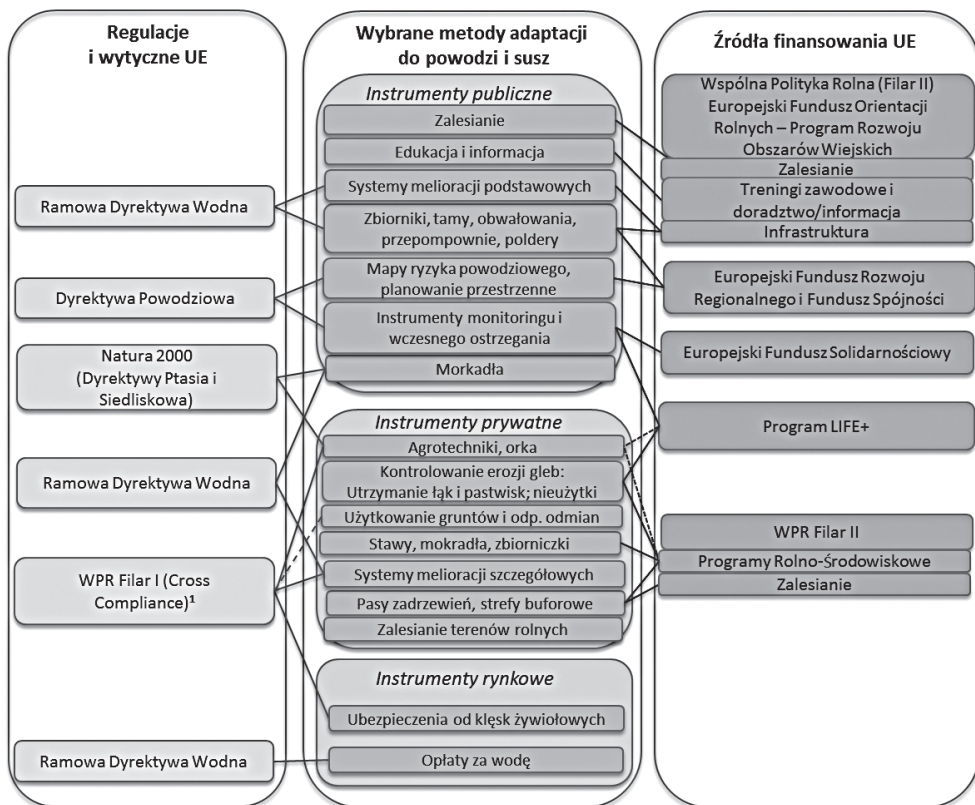 Regulacje
i wytyczne UE
Ramowa Dyrektywa Wodna
Dyrektywa Powodziowa
Natura 2000
(Dyrektywy Ptasia i
Siedliskowa)
Ramowa Dyrektywa Wodna
WPR Filar I (Cross
Compliance)¹
Ramowa Dyrektywa Wodna
Wybrane metody adaptacji
do powodzi i susz
Instrumenty publiczne
Zalesianie
Edukacja i informacja
Systemy melioracji podstawowych
Zbiorniki, tamy, obwałowania,
przepompownie, poldery
Mapy ryzyka powodziowego,
planowanie przestrzenne
Instrumenty monitoringu i
wczesnego ostrzegania
Morkadła
Instrumenty prywatne
Agrotechniki, orka
Kontrolowanie erozji gleb:
Utrzymanie łąk i pastwisk; nieużytki
Użytkowanie gruntów i odp. odmian
Stawy, mokradła, zbiorniczki
Systemy melioracji szczegółowych
Pasy zadrzewień, strefy buforowe
Zalesianie terenów rolnych
Instrumenty rynkowe
Ubezpieczenia od klęsk żywiołowych
Opłaty za wodę
Źródła finansowania UE
Wspólna Polityka Rolna (Filar II)
Europejski Fundusz Orientacji
Rolnych – Program Rozwoju
Obszarów Wiejskich
Zalesianie
Treningi zawodowe i
doradztwo/informacja
Infrastruktura
Europejski Fundusz Rozwoju
Regionalnego i Fundusz Spójności
Europejski Fundusz Solidarnościowy
Program LIFE+
WPR Filar II
Programy Rolno-Środowiskowe
Zalesianie